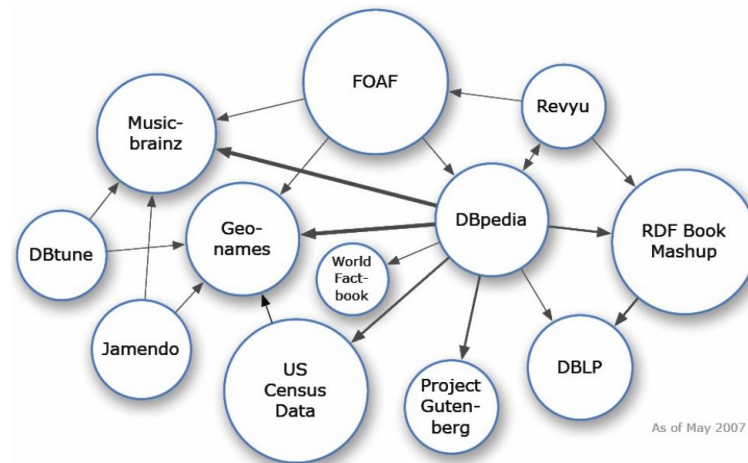 FOAF
Revyu
Music-
brainz
DBpedia
RDF Book
Mashup
Geo-
names
DBtune
World
Fact-
book
Jamendo
US
Census
Data
Project
Guten-
berg
DBLP
As of May 2007